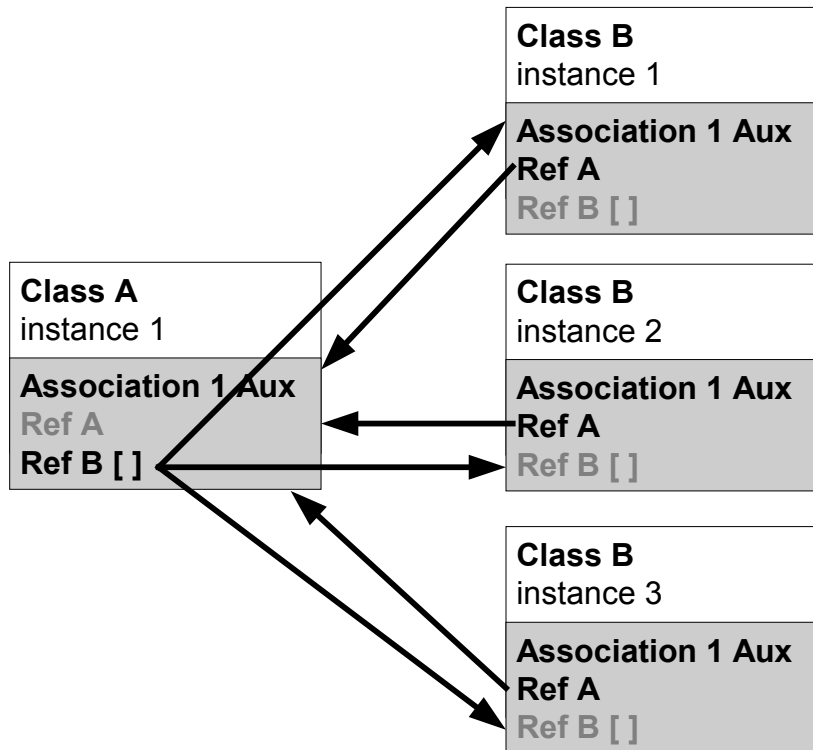 Class B
instance 1
Association 1 Aux
Ref A
Ref B [ ]
Class A
instance 1
Association 1 Aux
Ref A
Ref B [ ]
Class B
instance 2
Association 1 Aux
Ref A
Ref B [ ]
Class B
instance 3
Association 1 Aux
Ref A
Ref B [ ]